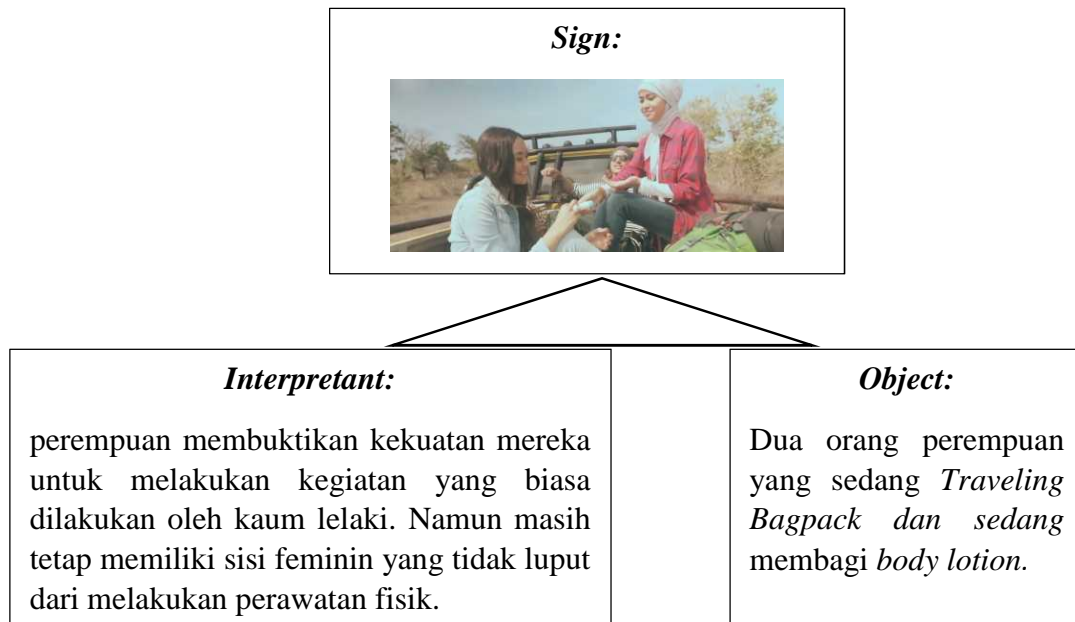 Sign:
Interpretant:
perempuan membuktikan kekuatan mereka
untuk melakukan kegiatan yang biasa
dilakukan oleh kaum lelaki. Namun masih
tetap memiliki sisi feminin yang tidak luput
dari melakukan perawatan fisik.
Object:
Dua orang perempuan
yang sedang Traveling
Bagpack dan sedang
membagi body lotion.